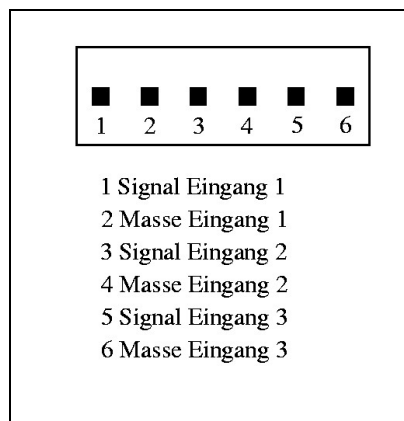 1 2 3 4 5 6
1 Signal Eingang 1
2 Masse Eingang 1
3 Signal Eingang 2
4 Masse Eingang 2
5 Signal Eingang 3
6 Masse Eingang 3